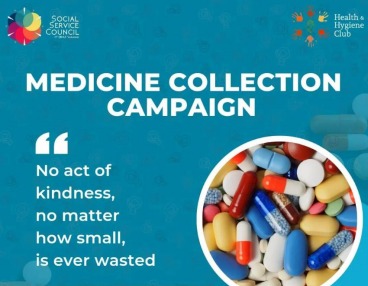 SOCIAL
SERVICE
COUNCIL
Health &
Hygiene
Club
MEDICINE COLLECTION
CAMPAIGN
“
No act of
kindness,
no matter
how small,
is ever wasted